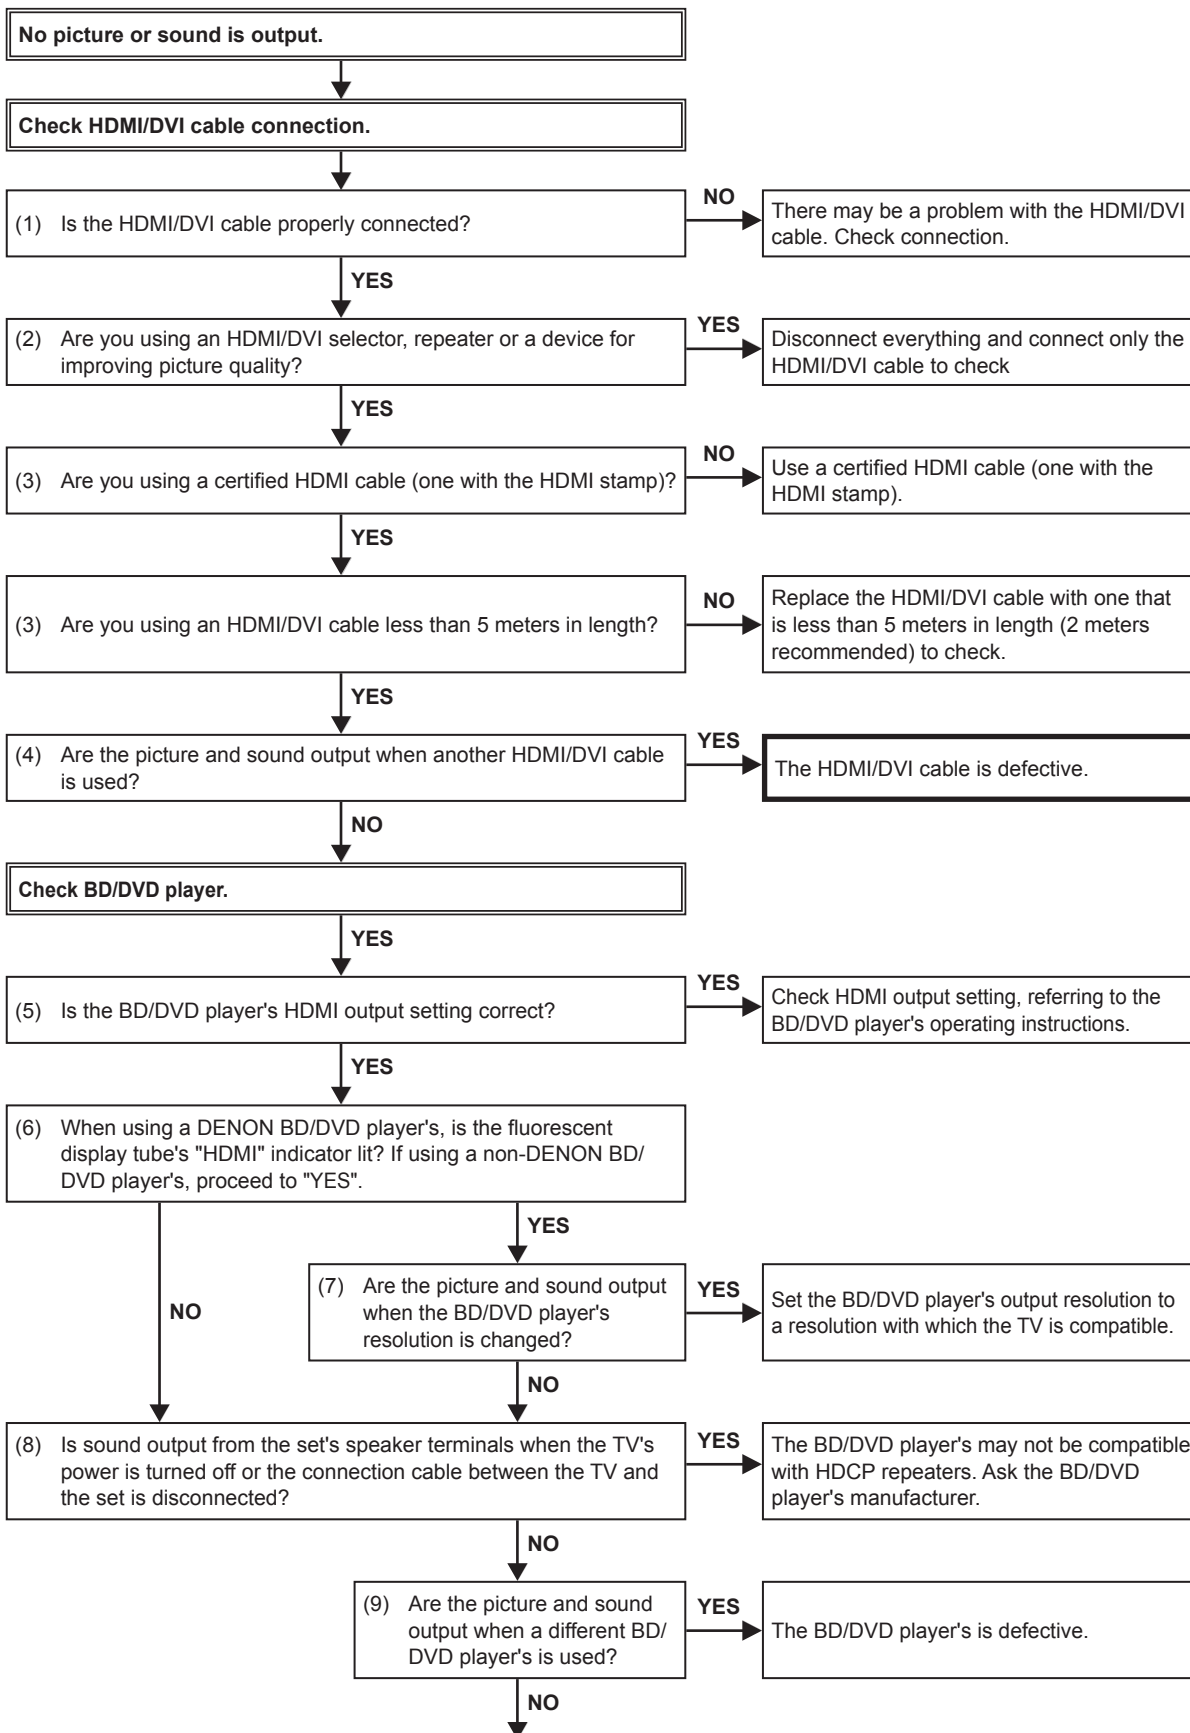 No picture or sound is output.
Check HDMI/DVI cable connection.
(1) Is the HDMI/DVI cable properly connected?
NO
There may be a problem with the HDMI/DVI
cable. Check connection.
YES
(2) Are you using an HDMI/DVI selector, repeater or a device for
improving picture quality?
YES
Disconnect everything and connect only the
HDMI/DVI cable to check
YES
(3) Are you using a certified HDMI cable (one with the HDMI stamp)?
NO
Use a certified HDMI cable (one with the
HDMI stamp).
YES
(3) Are you using an HDMI/DVI cable less than 5 meters in length?
NO
Replace the HDMI/DVI cable with one that
is less than 5 meters in length (2 meters
recommended) to check.
YES
(4) Are the picture and sound output when another HDMI/DVI cable
is used?
YES
The HDMI/DVI cable is defective.
NO
Check BD/DVD player.
YES
(5) Is the BD/DVD player's HDMI output setting correct?
YES
Check HDMI output setting, referring to the
BD/DVD player's operating instructions.
YES
(6) When using a DENON BD/DVD player's, is the fluorescent
display tube's "HDMI" indicator lit? If using a non-DENON BD/
DVD player's, proceed to "YES".
YES
NO
(7) Are the picture and sound output
when the BD/DVD player's
resolution is changed?
YES
Set the BD/DVD player's output resolution to
a resolution with which the TV is compatible.
NO
(8) Is sound output from the set's speaker terminals when the TV's
power is turned off or the connection cable between the TV and
the set is disconnected?
YES
The BD/DVD player's may not be compatible
with HDCP repeaters. Ask the BD/DVD
player's manufacturer.
NO
(9) Are the picture and sound
output when a different BD/
DVD player's is used?
YES
The BD/DVD player's is defective.
NO